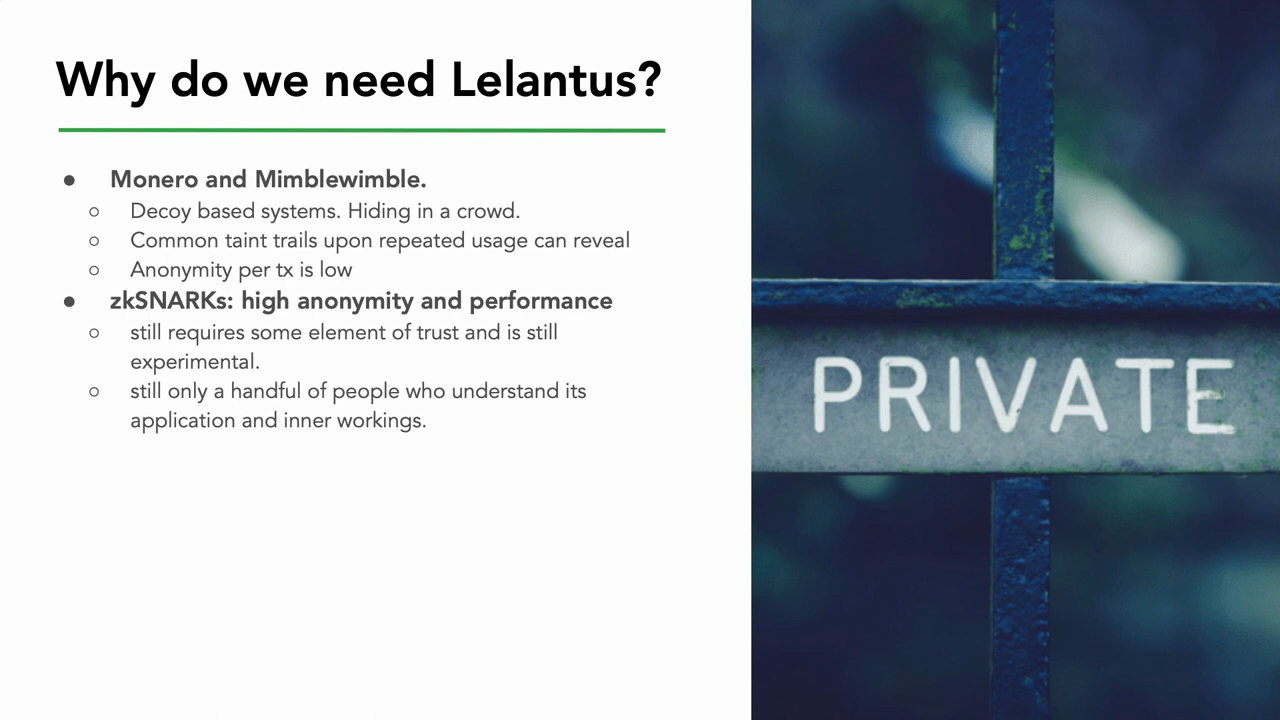 Why do we need Lelantus?
● Monero and Mimblewimble.
○ Decoy based systems. Hiding in a crowd.
○ Common taint trails upon repeated usage can reveal
○ Anonymity per tx is low
● zkSNARKs: high anonymity and performance
○ still requires some element of trust and is still
experimental.
○ still only a handful of people who understand its
application and inner workings.
PRIVATE